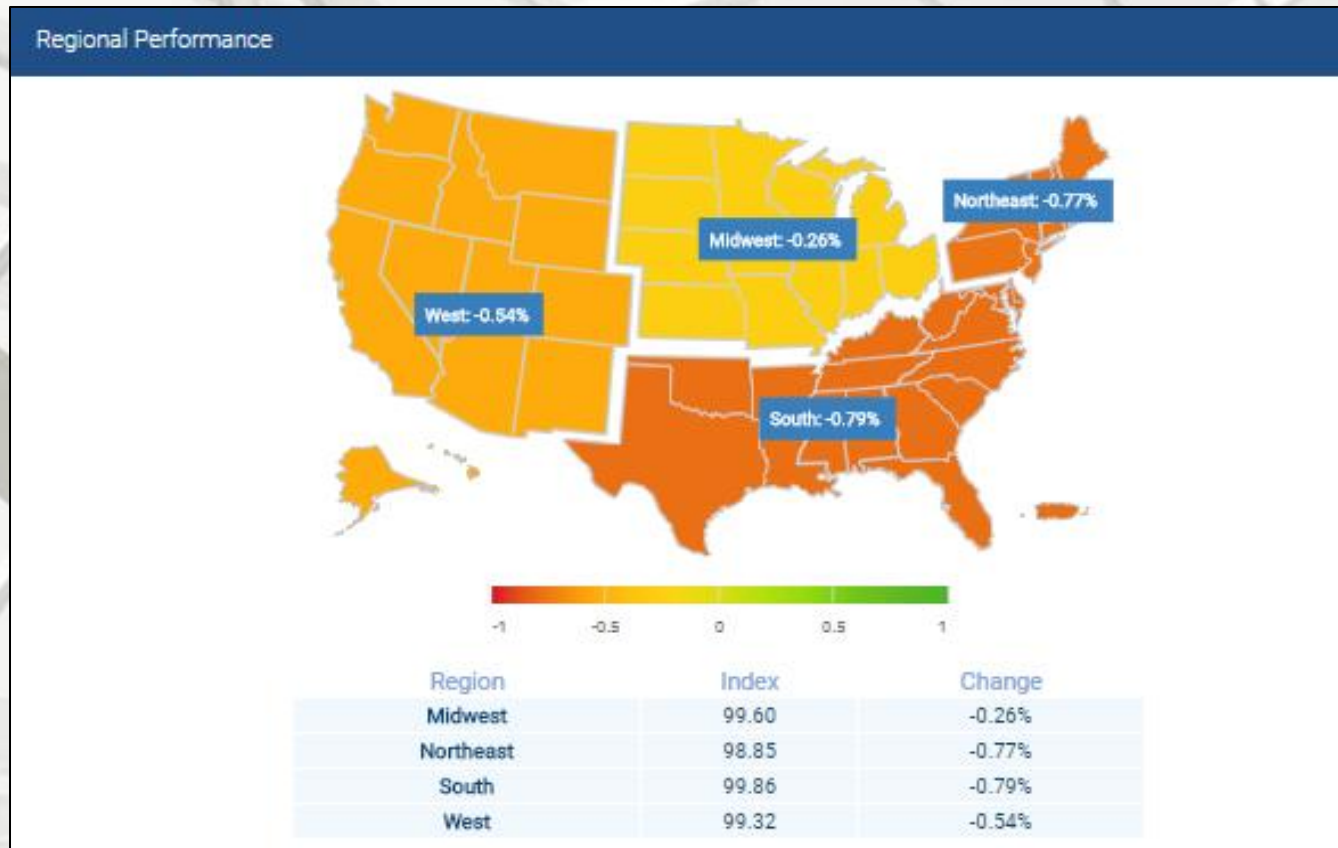 Regional Performance
Northeast: -0.77%
Midwest: -0.26%
West: -0.54%
South: -0.79%
-1 -0.5 0 0.5 1
Region Index Change
Midwest 99.60 -0.26%
Northeast 98.85 -0.77%
South 99.86 -0.79%
West 99.32 -0.54%